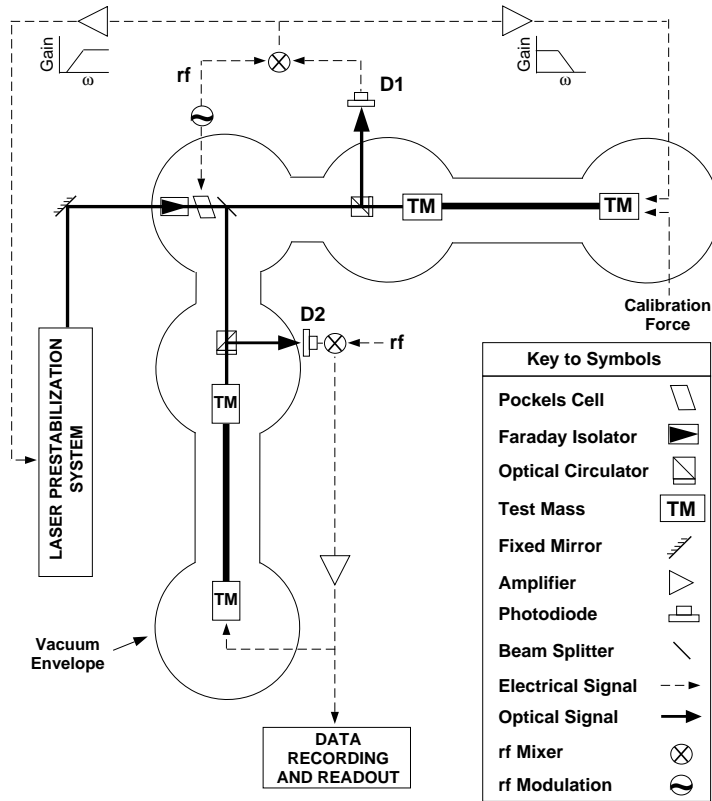 Gain
ω
rf
D1
Gain
ω
TM
TM
Calibration
Force
D2
rf
TM
LASER PRESTABILIZATION
SYSTEM
TM
Vacuum
Envelope
DATA
RECORDING
AND READOUT
Key to Symbols
Pockels Cell
Faraday Isolator
Optical Circulator
Test Mass TM
Fixed Mirror
Amplifier
Photodiode
Beam Splitter
Electrical Signal
Optical Signal
rf Mixer
rf Modulation